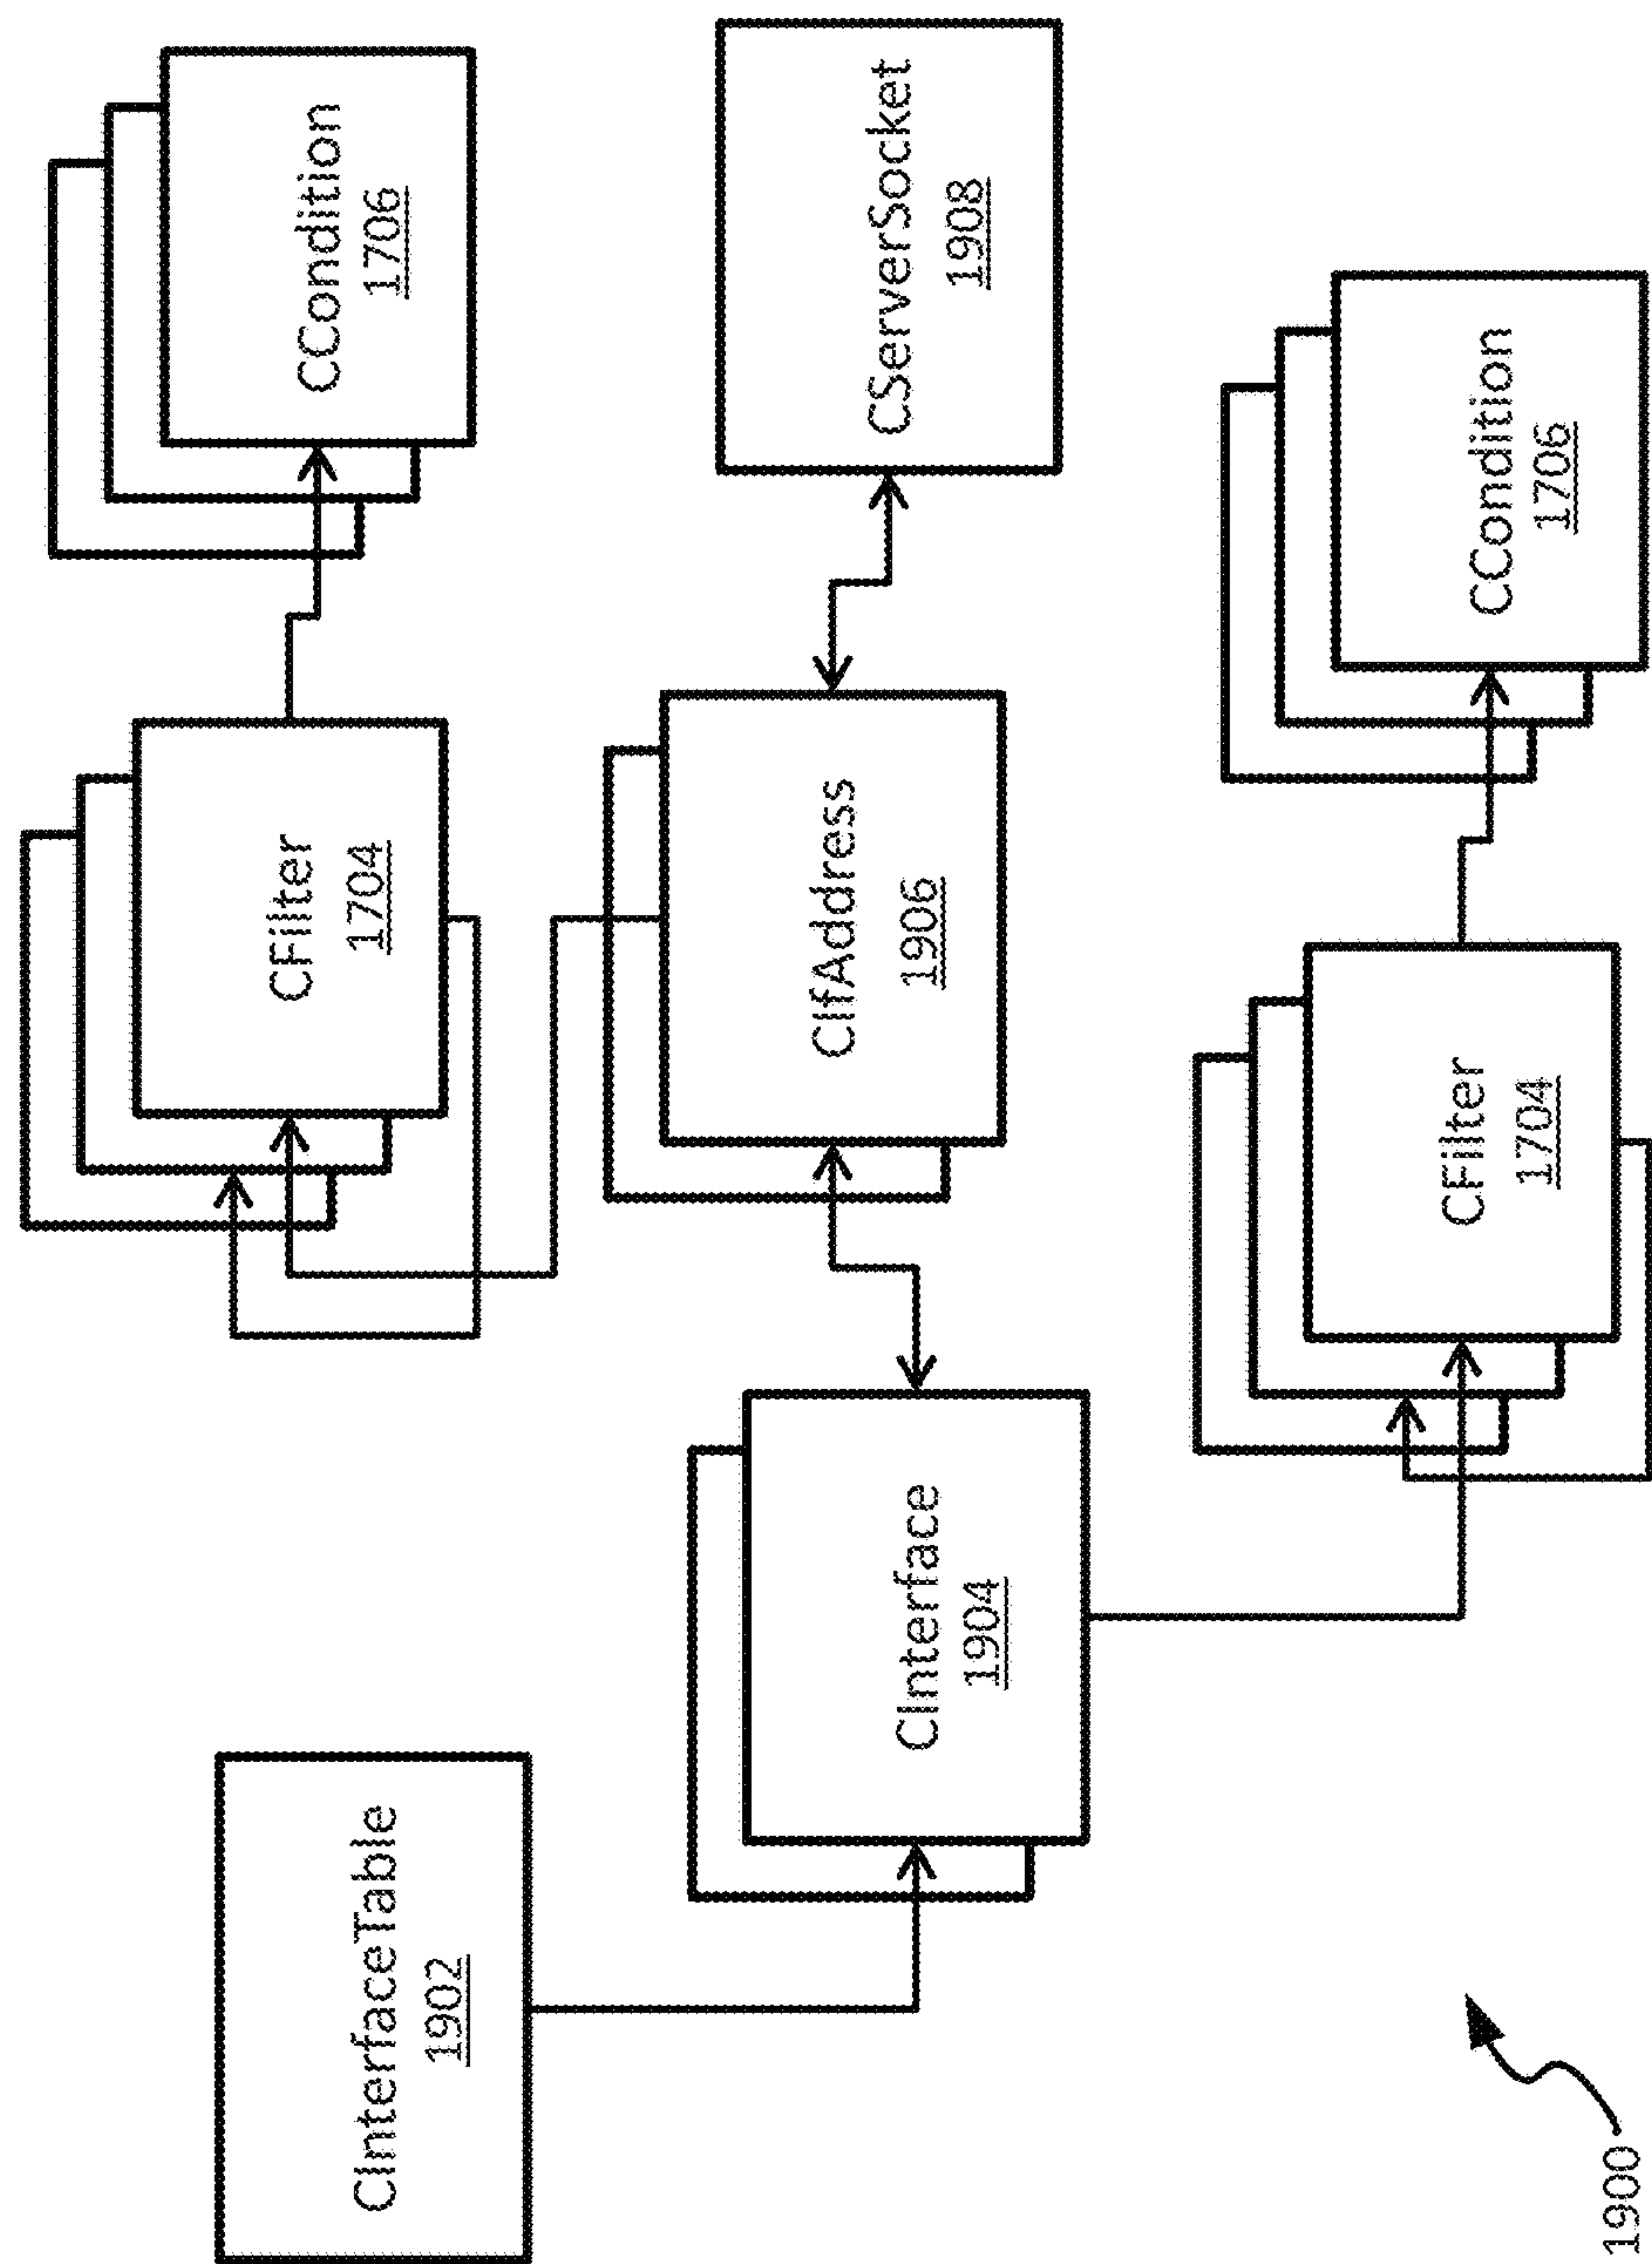 CInterfaceTable
1902
CFilter
1704
CCondition
1706
CInterface
1904
CIfAddress
1906
CServerSocket
1908
CFilter
1704
CCondition
1706
1900